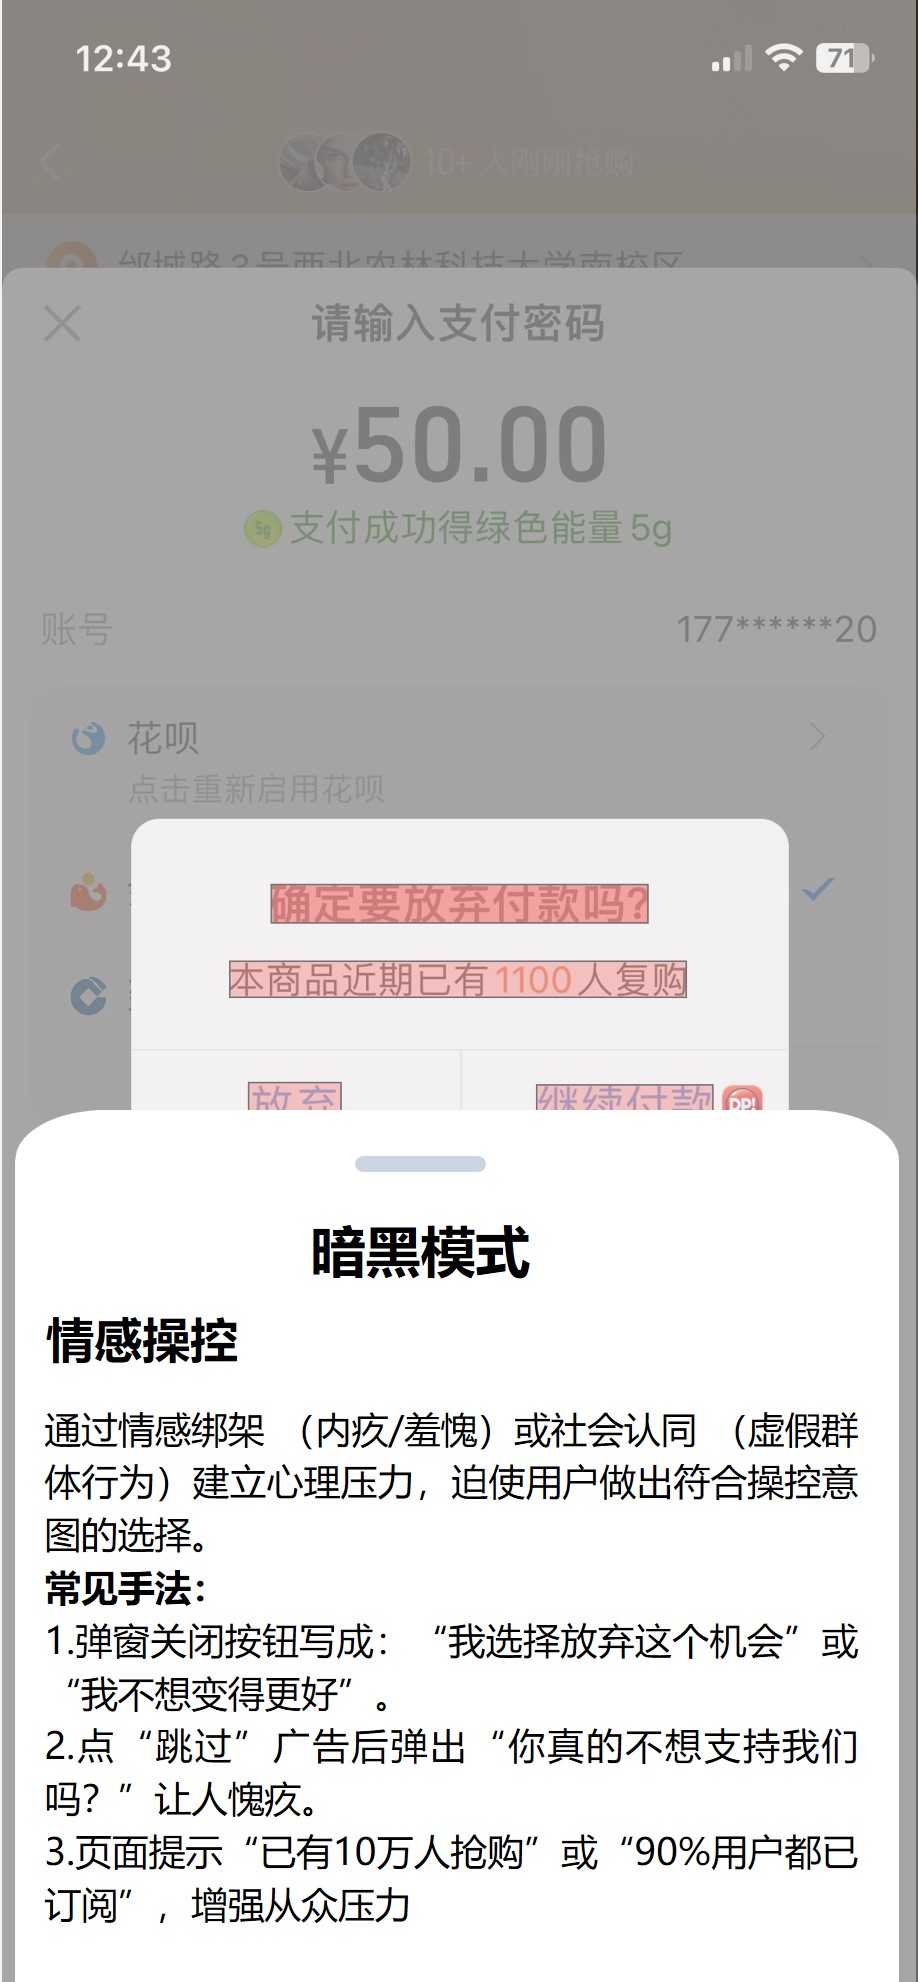 12:43
71
10+ 人刚刚抢购
邰城路3号西北农林科技大学南校区
请输入支付密码
¥50.00
5g 支付成功得绿色能量 5g
账号 177******20
花呗
点击重新启用花呗
确定要放弃付款吗?
本商品近期已有 1100 人复购
放弃 继续付款 DP!
暗黑模式
情感操控
通过情感绑架 （内疚/羞愧）或社会认同 （虚假群
体行为）建立心理压力，迫使用户做出符合操控意
图的选择。
常见手法：
1.弹窗关闭按钮写成：“我选择放弃这个机会”或
“我不想变得更好”。
2.点“跳过”广告后弹出“你真的不想支持我们
吗？”让人愧疚。
3.页面提示“已有10万人抢购”或“90%用户都已
订阅”，增强从众压力